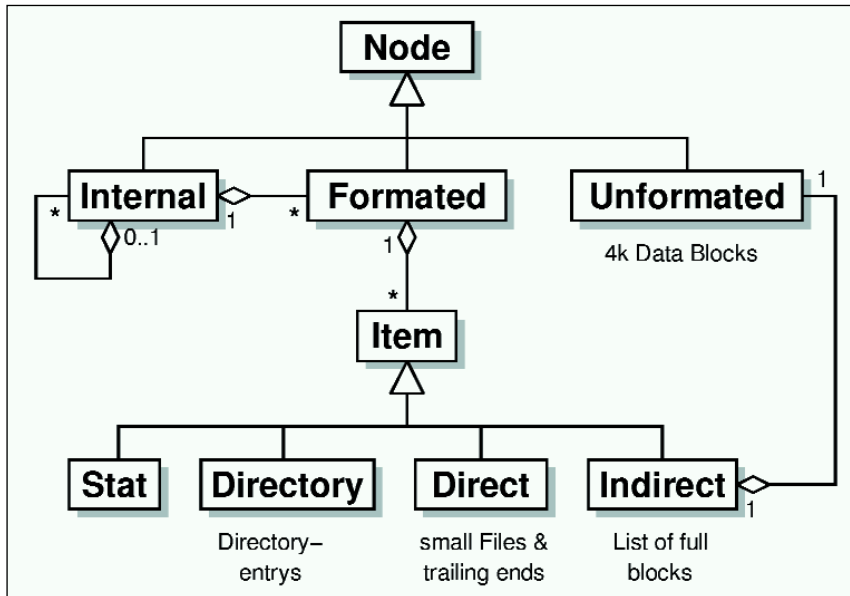 Node
Internal
Formated
Unformated
1
*
0..1
1
*
1
4k Data Blocks
*
Item
Stat
Directory
Direct
Indirect
1
Directory–
entrys
small Files &
trailing ends
List of full
blocks